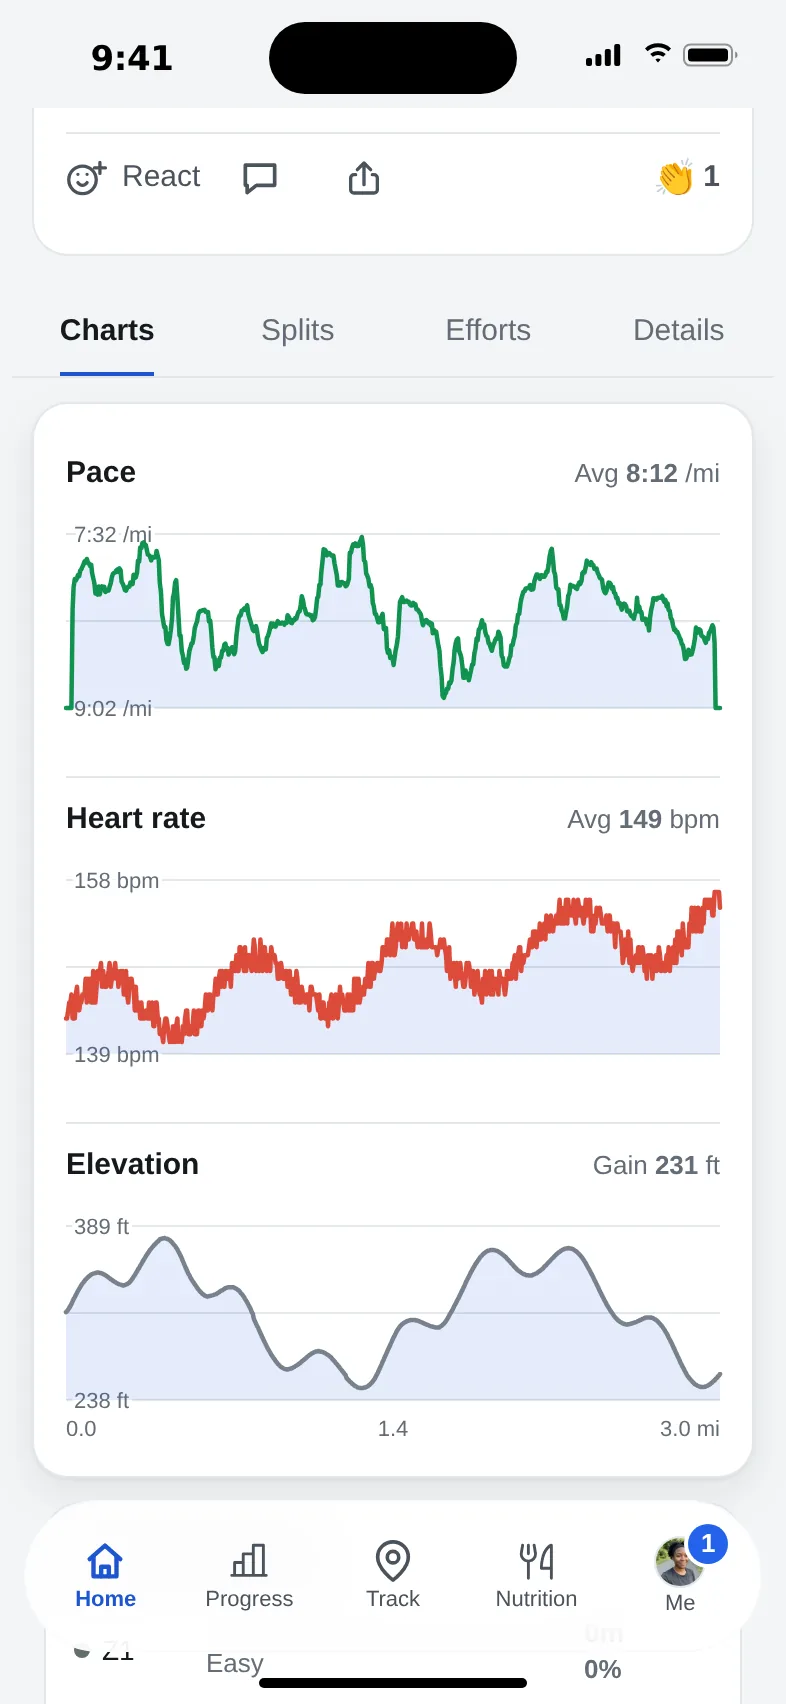 9:41
React
1
Charts Splits Efforts Details
Pace Avg 8:12 /mi
7:32 /mi
9:02 /mi
Heart rate Avg 149 bpm
158 bpm
139 bpm
Elevation Gain 231 ft
389 ft
238 ft
0.0 1.4 3.0 mi
1
Home Progress Track Nutrition Me
0m
Z1 Easy 0%